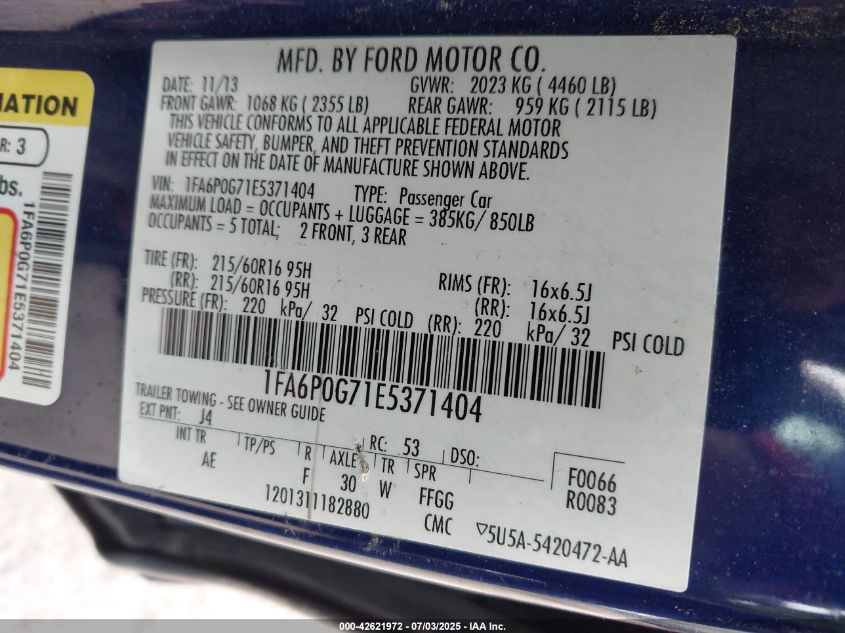 MFD. BY FORD MOTOR CO.
DATE: 11/13 GVWR: 2023 KG ( 4460 LB)
FRONT GAWR: 1068 KG ( 2355 LB) REAR GAWR: 959 KG ( 2115 LB)
THIS VEHICLE CONFORMS TO ALL APPLICABLE FEDERAL MOTOR
VEHICLE SAFETY, BUMPER, AND THEFT PREVENTION STANDARDS
IN EFFECT ON THE DATE OF MANUFACTURE SHOWN ABOVE.
VIN: 1FA6P0G71E5371404 TYPE: Passenger Car
MAXIMUM LOAD = OCCUPANTS + LUGGAGE = 385KG/ 850LB
OCCUPANTS = 5 TOTAL; 2 FRONT, 3 REAR
TIRE (FR): 215/60R16 95H RIMS (FR): 16x6.5J
(RR): 215/60R16 95H (RR): 16x6.5J
PRESSURE (FR): 220 kPa/ 32 PSI COLD (RR): 220 kPa/ 32 PSI COLD
1FA6P0G71E5371404
TRAILER TOWING - SEE OWNER GUIDE
EXT PNT: J4 RC: 53 DSO:
INT TR TP/PS R AXLE TR SPR F0066
AE F 30 W FFGG R0083
1201311182880 CMC ▽5U5A-5420472-AA
MATION
R: 3
bs.
1FA6P0G71E5371404
000-42621972 - 07/03/2025 - IAA Inc.